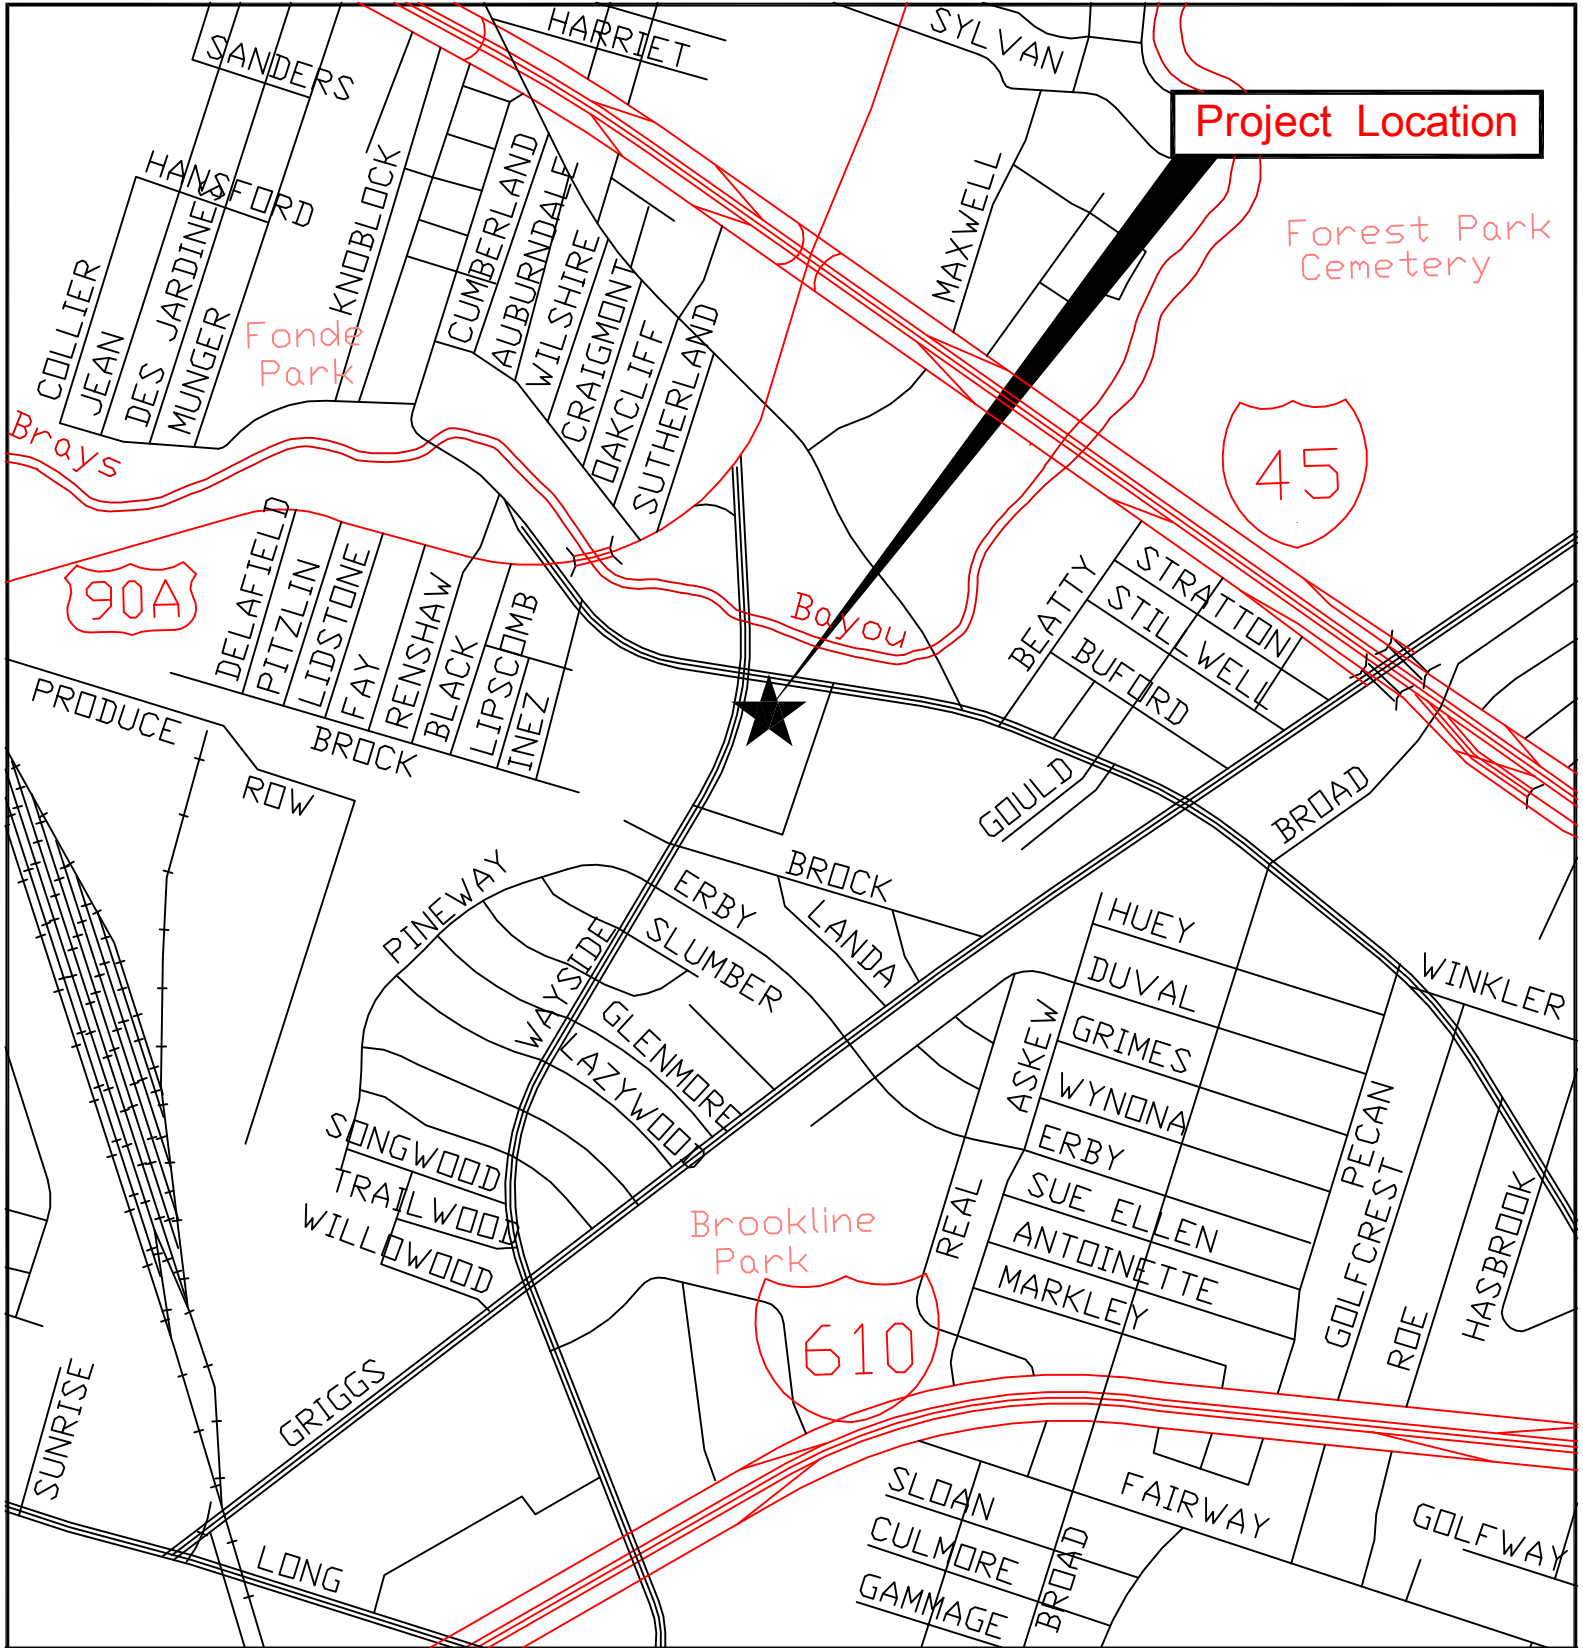 HARRIET
SYLVAN
SANDERS
Project Location
HANSFORD
KNOBLOCK
CUMBERLAND
AUBURNDALE
WILSHIRE
CRAIGMONT
OAKCLIFF
SUTHERLAND
MAXWELL
Forest Park
Cemetery
COLLIER
JEAN
DES JARDINES
MUNGER
Fonde
Park
Brays
45
90A
DELAFIELD
PITZLIN
LIDSTONE
FAY
RENSHAW
BLACK
LIPSCOMB
INEZ
Bayou
BEATTY
STRATTON
STILLWELL
BUFORD
PRODUCE
ROW
BROCK
GOULD
BROAD
PINEWAY
WAYSIDE
ERBY
SLUMBER
BROCK
LANDA
HUEY
DUVAL
WINKLER
GLENMORE
LAZYWOOD
ASKEW
GRIMES
WYNONA
ERBY
PECAN
SONGWOOD
TRAILWOOD
WILLOWOOD
REAL
SUE ELLEN
ANTOINETTE
MARKLEY
GOLFCREST
ROE
HASBROOK
Brookline
Park
610
SUNRISE
GRIGGS
LONG
SLOAN
CULMORE
GAMMAGE
BROAD
FAIRWAY
GOLFWAY